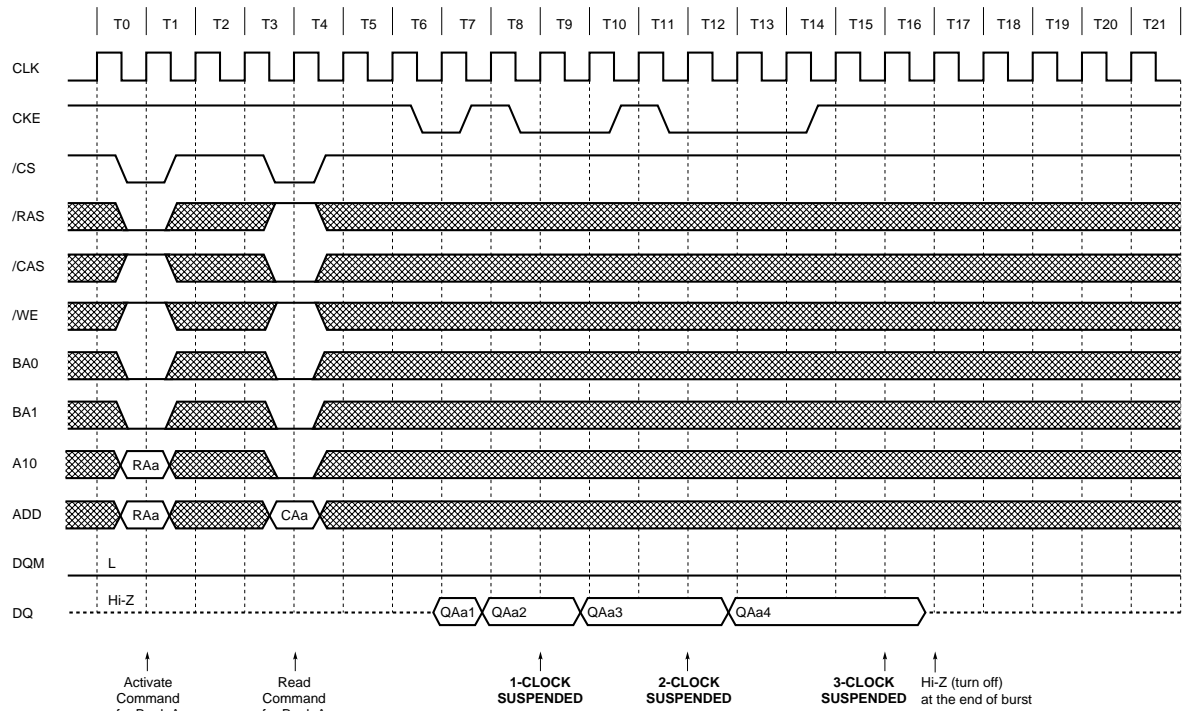 T0 T1 T2 T3 T4 T5 T6 T7 T8 T9 T10 T11 T12 T13 T14 T15 T16 T17 T18 T19 T20 T21
CLK
CKE
/CS
/RAS
/CAS
/WE
BA0
BA1
A10 RAa
ADD RAa CAa
DQM L
DQ Hi-Z QAa1 QAa2 QAa3 QAa4
Activate
Command
Read
Command
1-CLOCK
SUSPENDED
2-CLOCK
SUSPENDED
3-CLOCK
SUSPENDED
Hi-Z (turn off)
at the end of burst